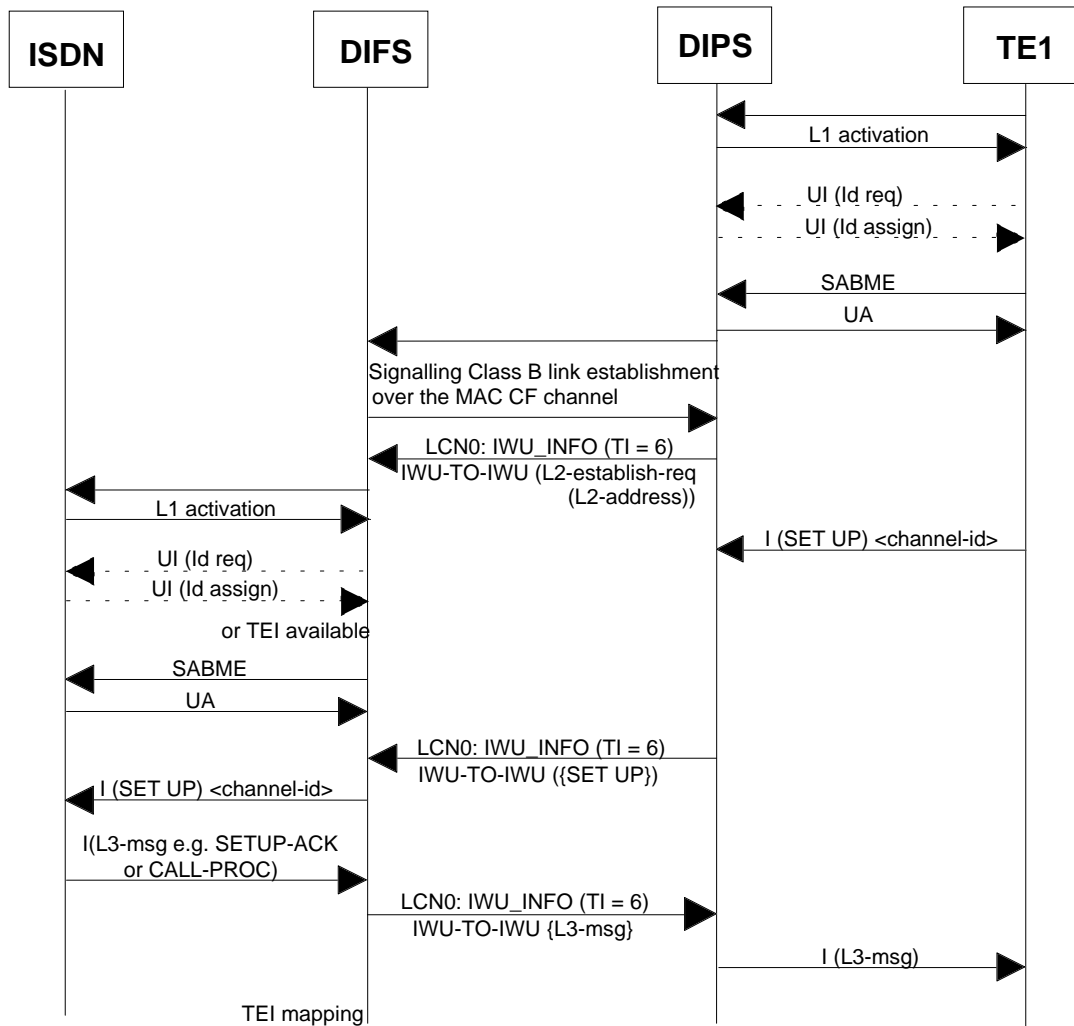 ISDN
DIFS
DIPS
TE1
L1 activation
UI (Id req)
UI (Id assign)
SABME
UA
Signalling Class B link establishment
over the MAC CF channel
LCN0: IWU_INFO (TI = 6)
IWU-TO-IWU (L2-establish-req
(L2-address))
L1 activation
I (SET UP) <channel-id>
UI (Id req)
UI (Id assign)
or TEI available
SABME
UA
LCN0: IWU_INFO (TI = 6)
IWU-TO-IWU ({SET UP})
I (SET UP) <channel-id>
I(L3-msg e.g. SETUP-ACK
or CALL-PROC)
LCN0: IWU_INFO (TI = 6)
IWU-TO-IWU {L3-msg}
I (L3-msg)
TEI mapping